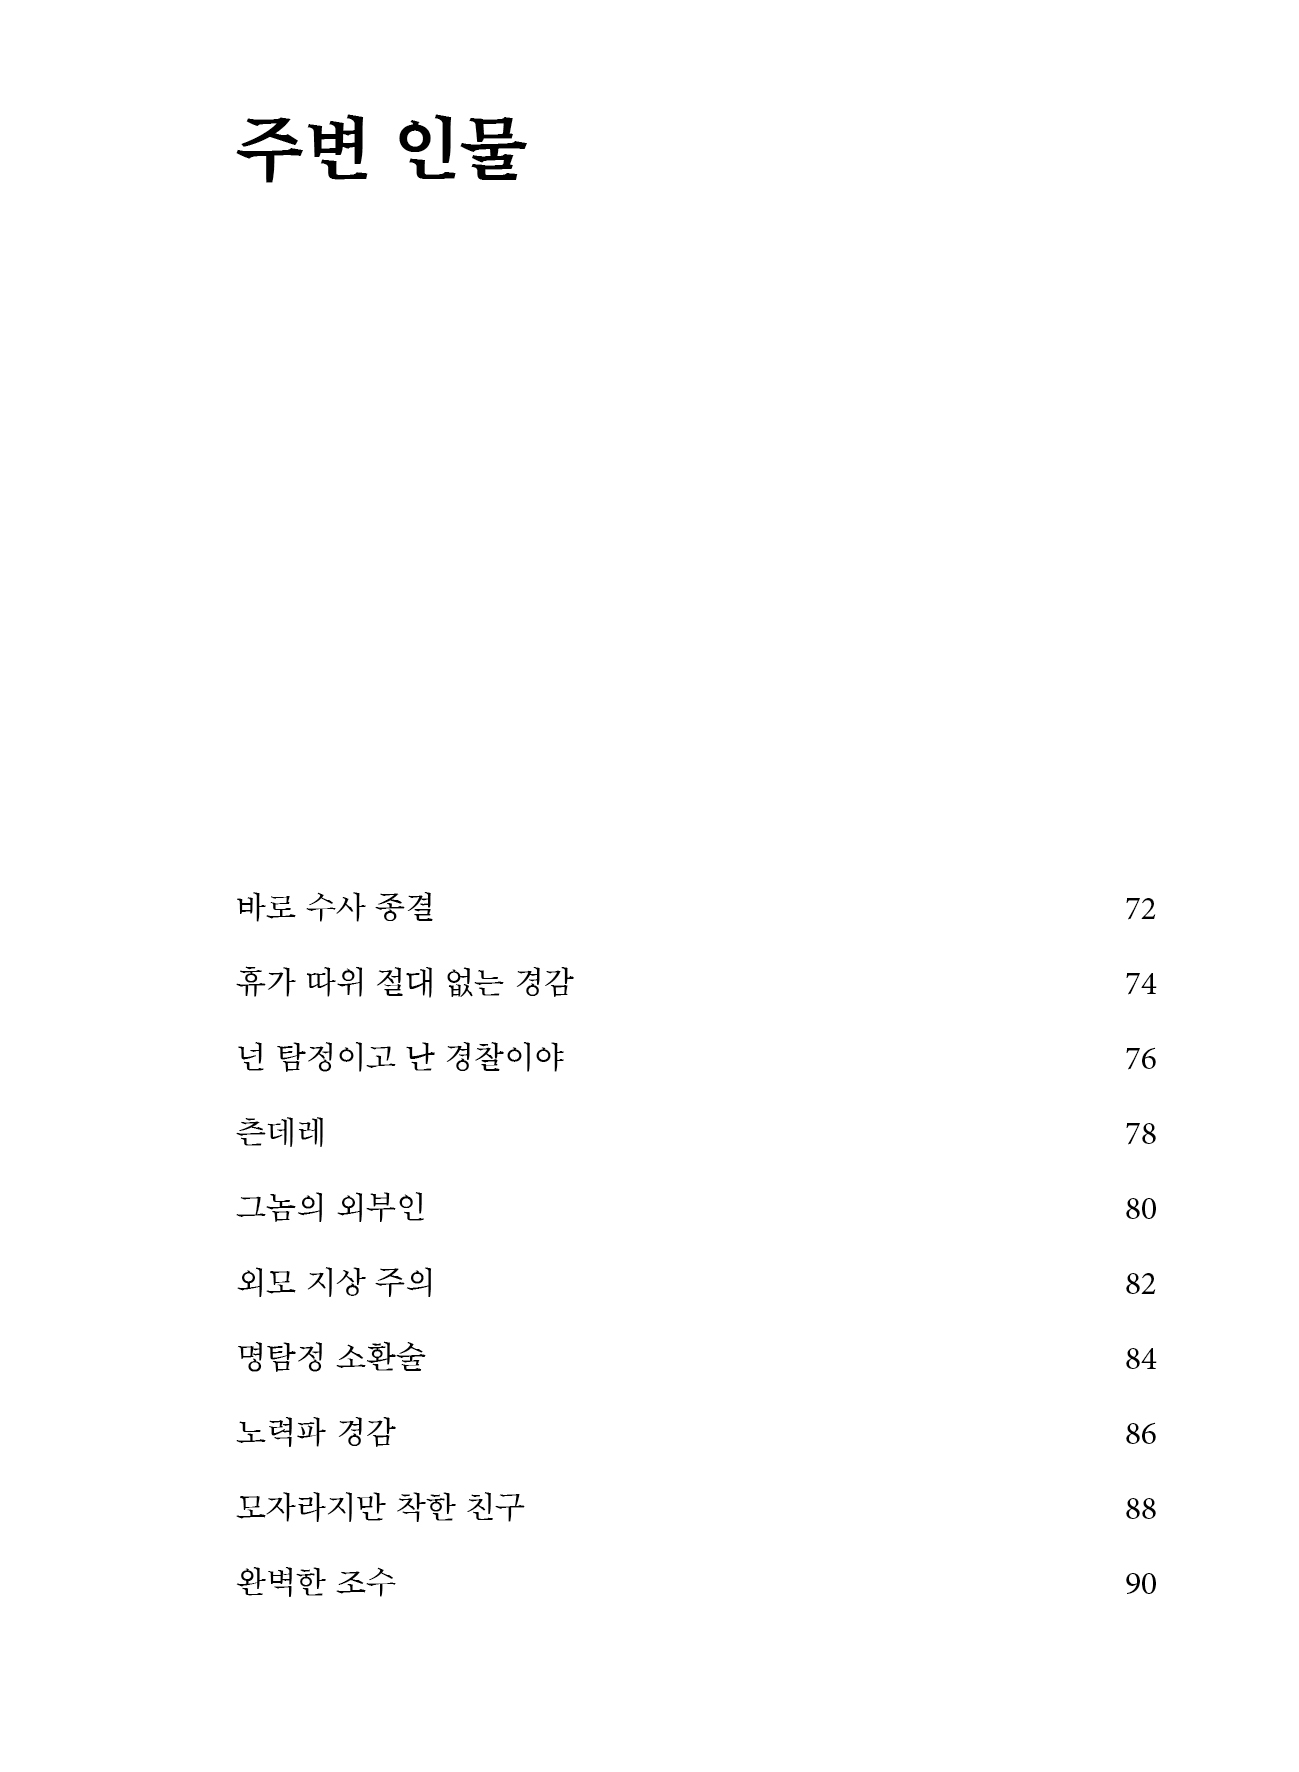 주변 인물
바로 수사 종결 72
휴가 따위 절대 없는 경감 74
넌 탐정이고 난 경찰이야 76
츤데레 78
그놈의 외부인 80
외모 지상 주의 82
명탐정 소환술 84
노력파 경감 86
모자라지만 착한 친구 88
완벽한 조수 90